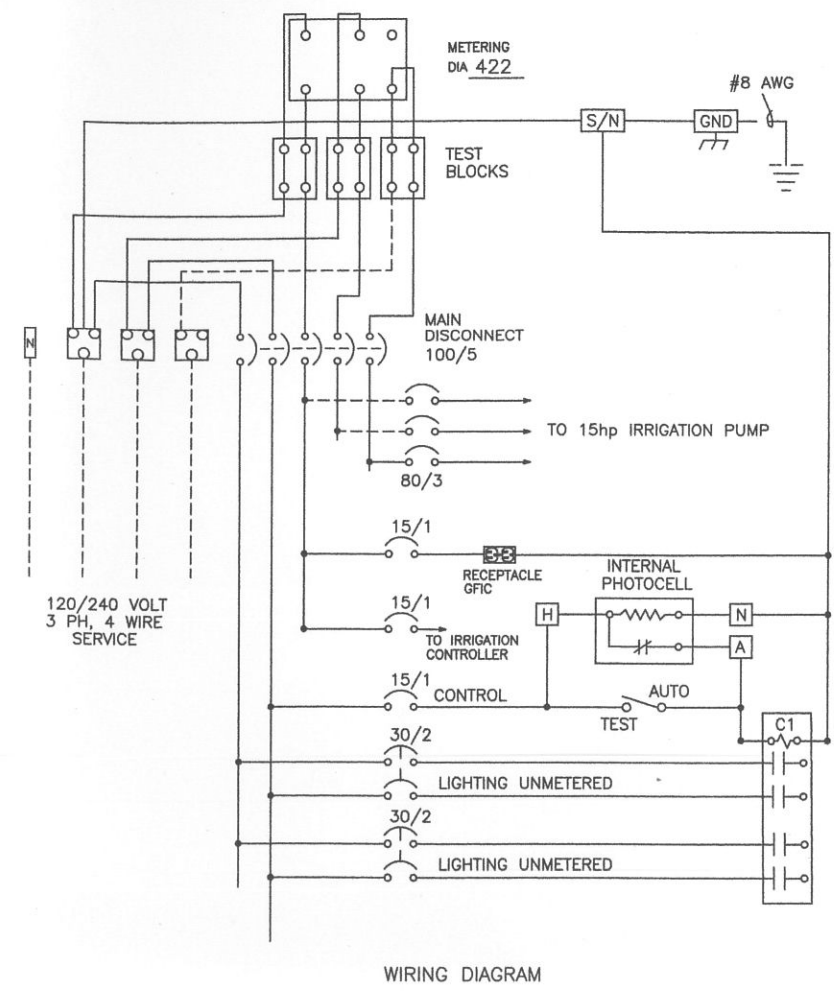 METERING
DIA 422
#8 AWG
S/N
GND
TEST
BLOCKS
N
MAIN
DISCONNECT
100/5
TO 15hp IRRIGATION PUMP
80/3
15/1
RECEPTACLE
GFIC
INTERNAL
PHOTOCELL
120/240 VOLT
3 PH, 4 WIRE
SERVICE
15/1
TO IRRIGATION
CONTROLLER
H
N
A
15/1
CONTROL
AUTO
TEST
C1
30/2
LIGHTING UNMETERED
30/2
LIGHTING UNMETERED
WIRING DIAGRAM